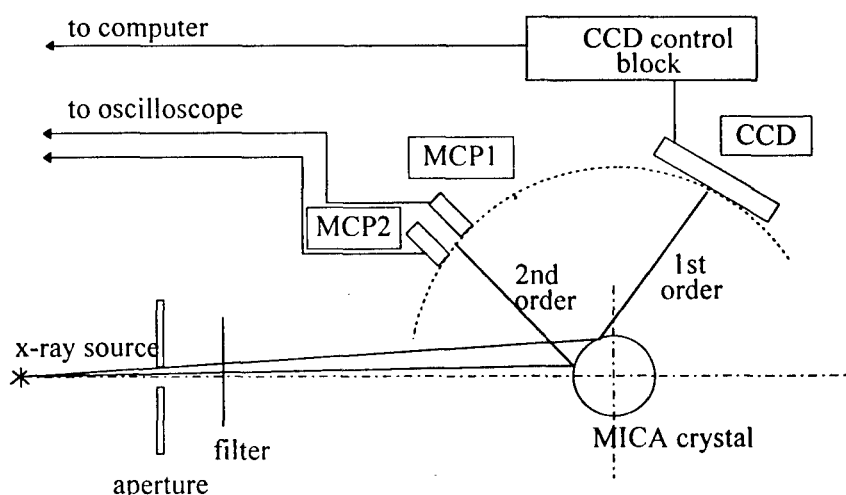 to computer
CCD control
block
to oscilloscope
CCD
MCP1
MCP2
2nd
order
1st
order
x-ray source
filter
MICA crystal
aperture